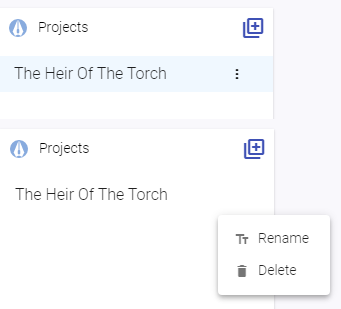 Projects
The Heir Of The Torch
Projects
The Heir Of The Torch
Rename
Delete